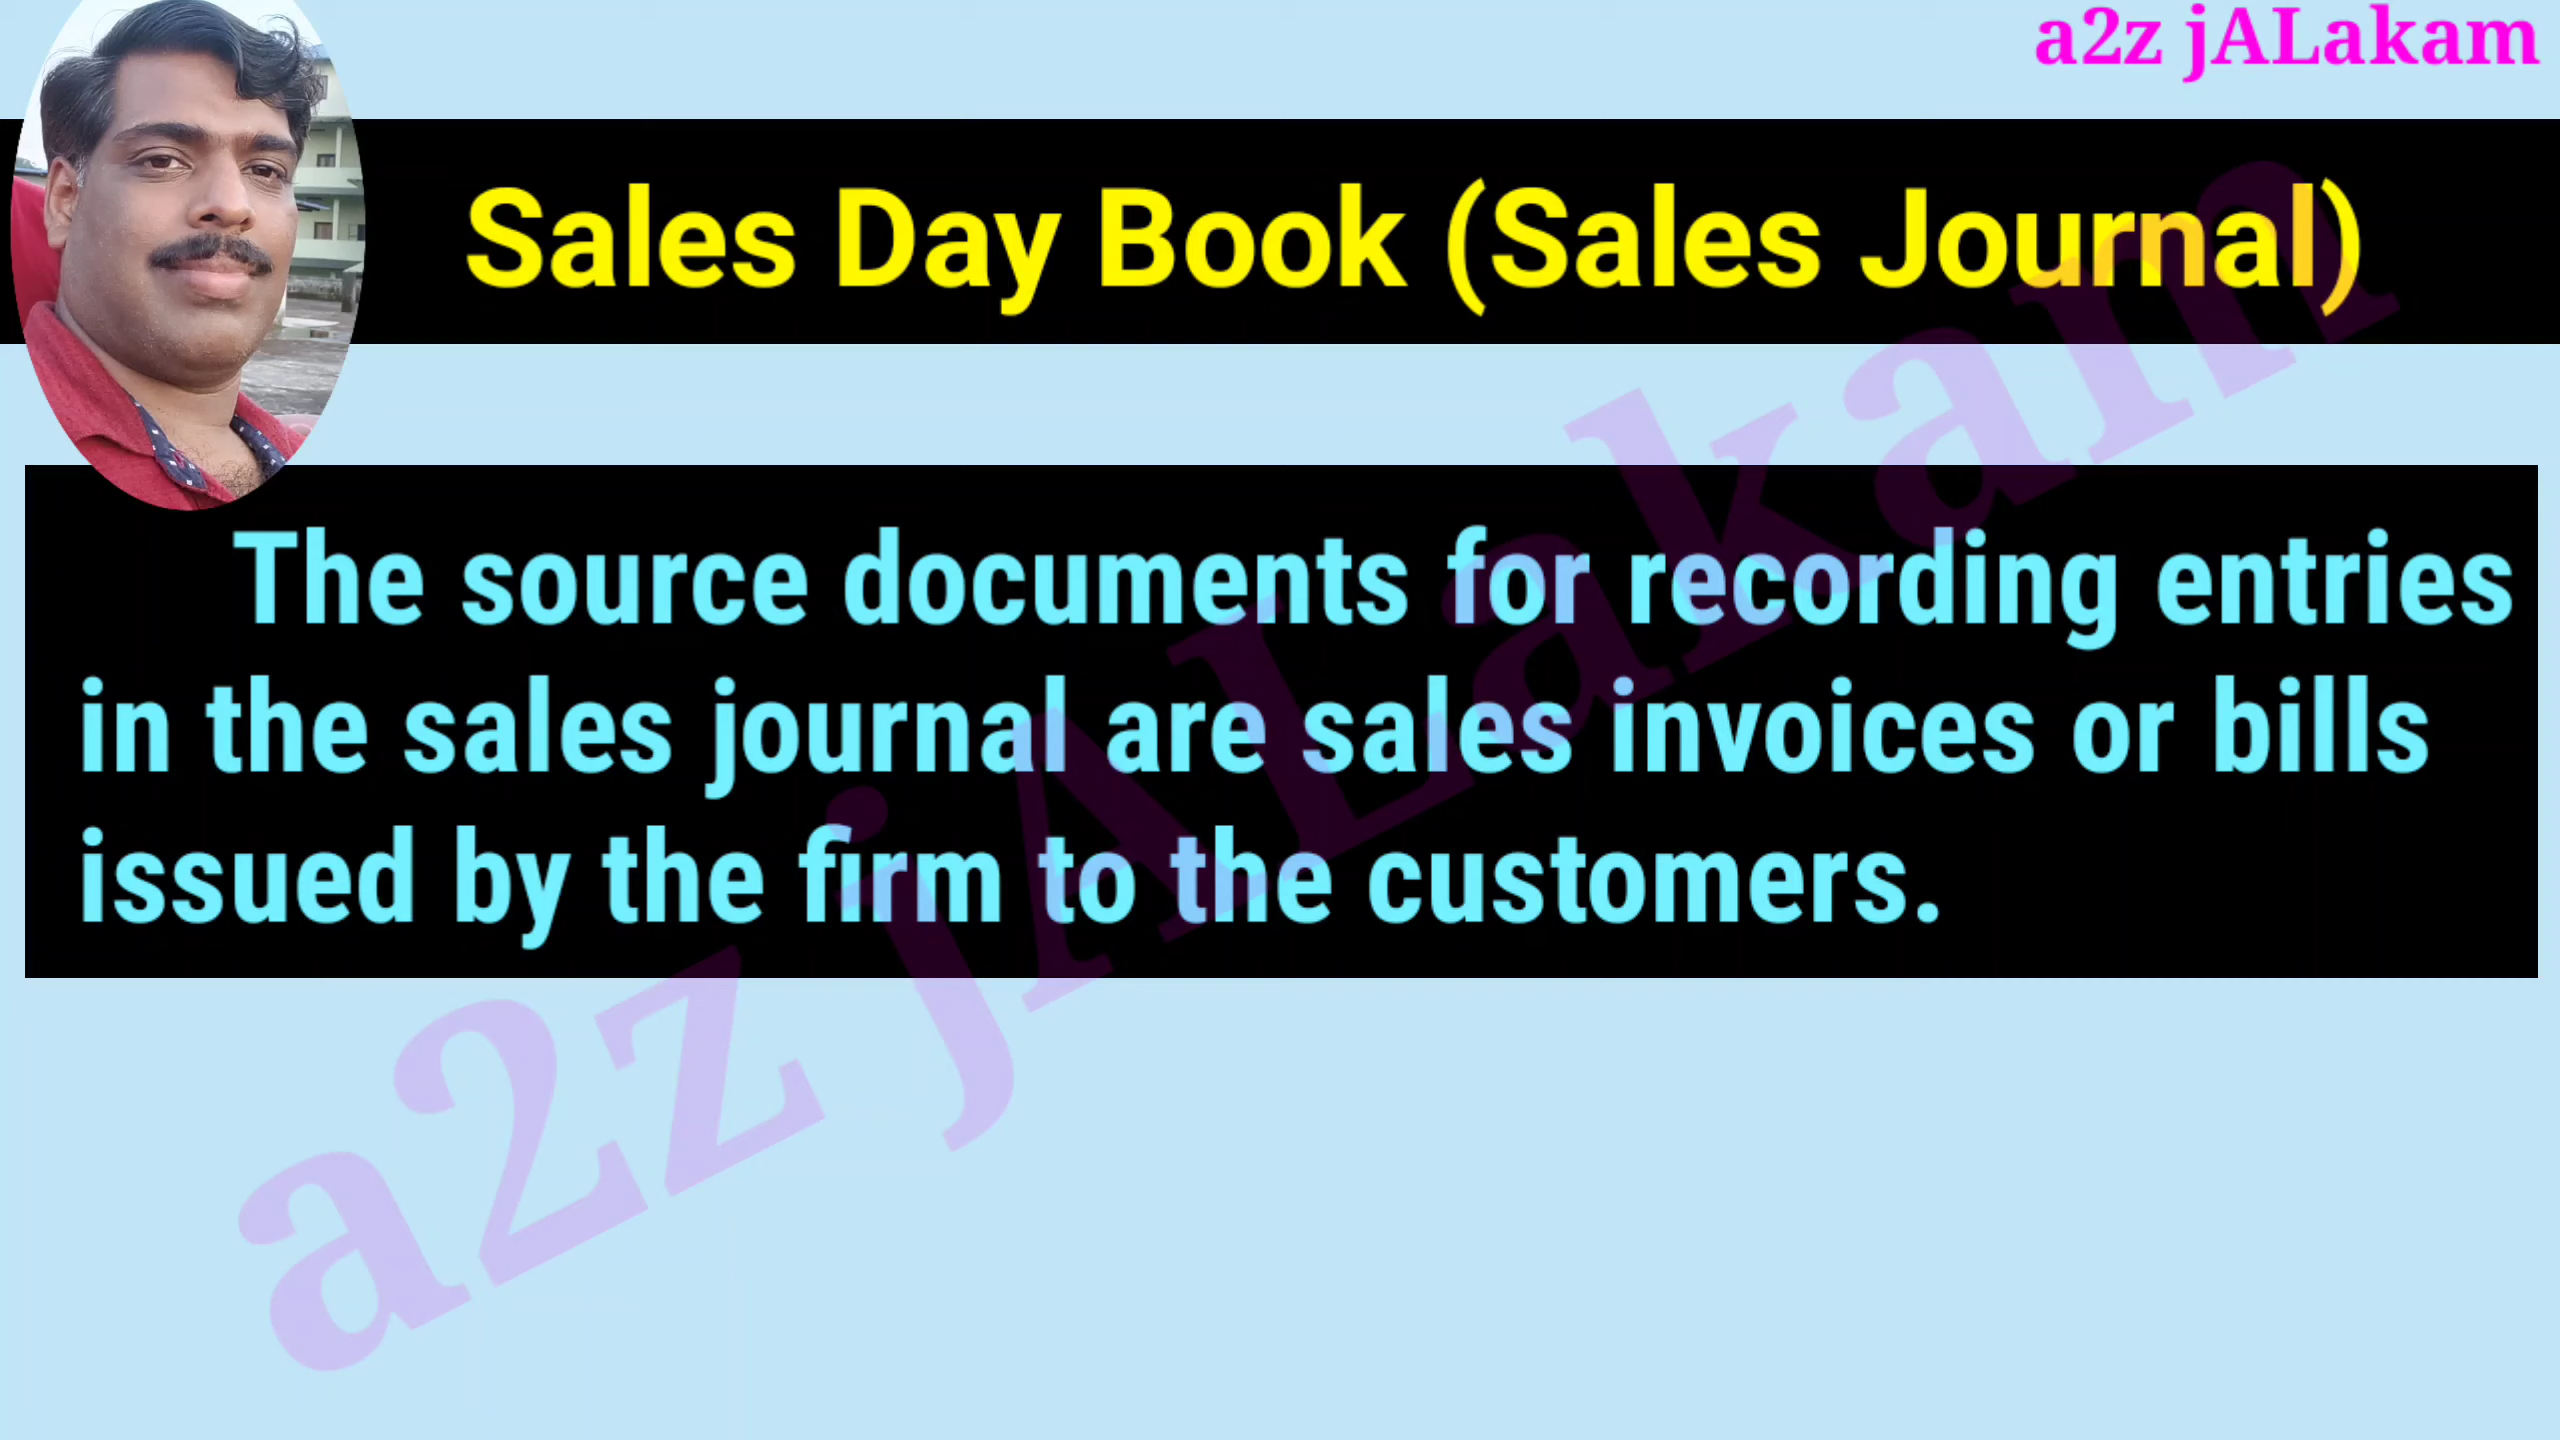 a2z jALakam
Sales Day Book (Sales Journal)
The source documents for recording entries
in the sales journal are sales invoices or bills
issued by the firm to the customers.
a2z jALakam